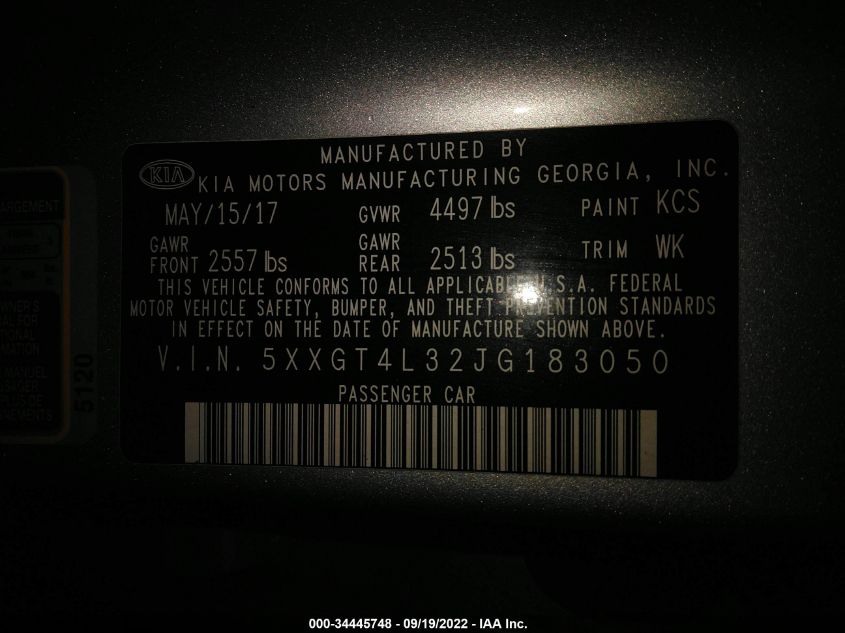 MANUFACTURED BY
KIA KIA MOTORS MANUFACTURING GEORGIA, INC.
MAY/15/17 GVWR 4497 lbs PAINT KCS
GAWR FRONT 2557 lbs GAWR REAR 2513 lbs TRIM WK
THIS VEHICLE CONFORMS TO ALL APPLICABLE U.S.A. FEDERAL
MOTOR VEHICLE SAFETY, BUMPER, AND THEFT PREVENTION STANDARDS
IN EFFECT ON THE DATE OF MANUFACTURE SHOWN ABOVE.
V.I.N. 5XXGT4L32JG183050
PASSENGER CAR
5120
000-34445748 - 09/19/2022 - IAA Inc.